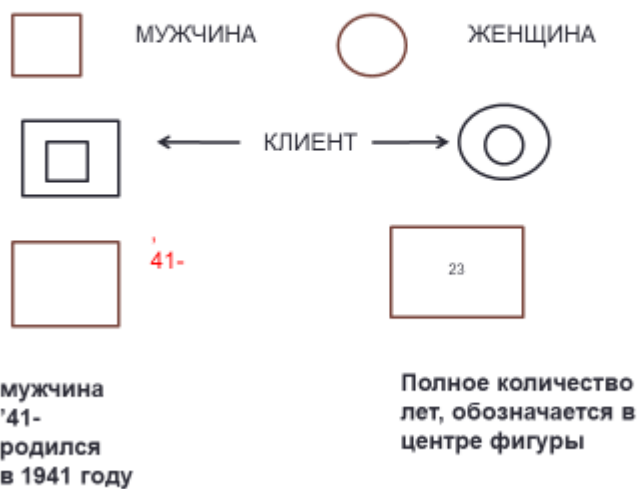 МУЖЧИНА
ЖЕНЩИНА
КЛИЕНТ
’
41-
23
мужчина
’41-
родился
в 1941 году
Полное количество
лет, обозначается в
центре фигуры